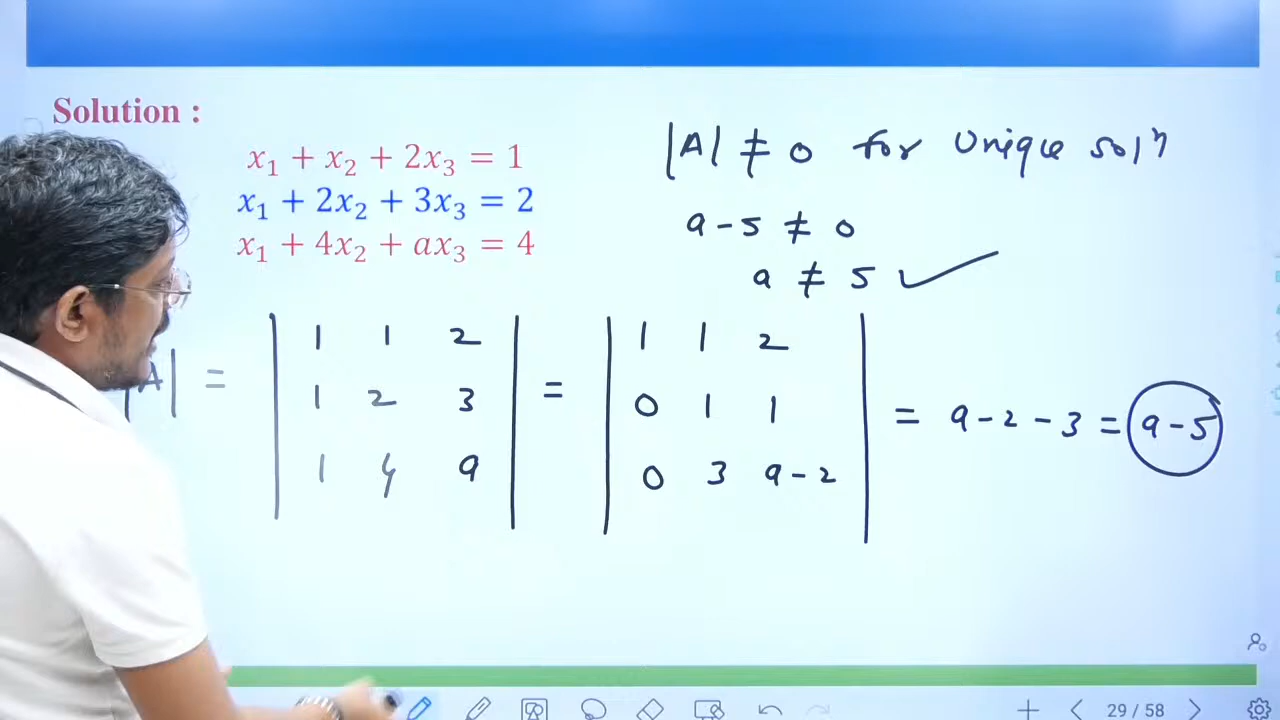 Solution :
x₁ + x₂ + 2x₃ = 1
x₁ + 2x₂ + 3x₃ = 2
x₁ + 4x₂ + ax₃ = 4
|A| ≠ 0 for Unique solⁿ
a - 5 ≠ 0
a ≠ 5 ✓
|A| = | 1 1 2 | = | 1 1 2 | = a - 2 - 3 = a - 5
| 1 2 3 | | 0 1 1 |
| 1 4 a | | 0 3 a - 2 |
29 / 58